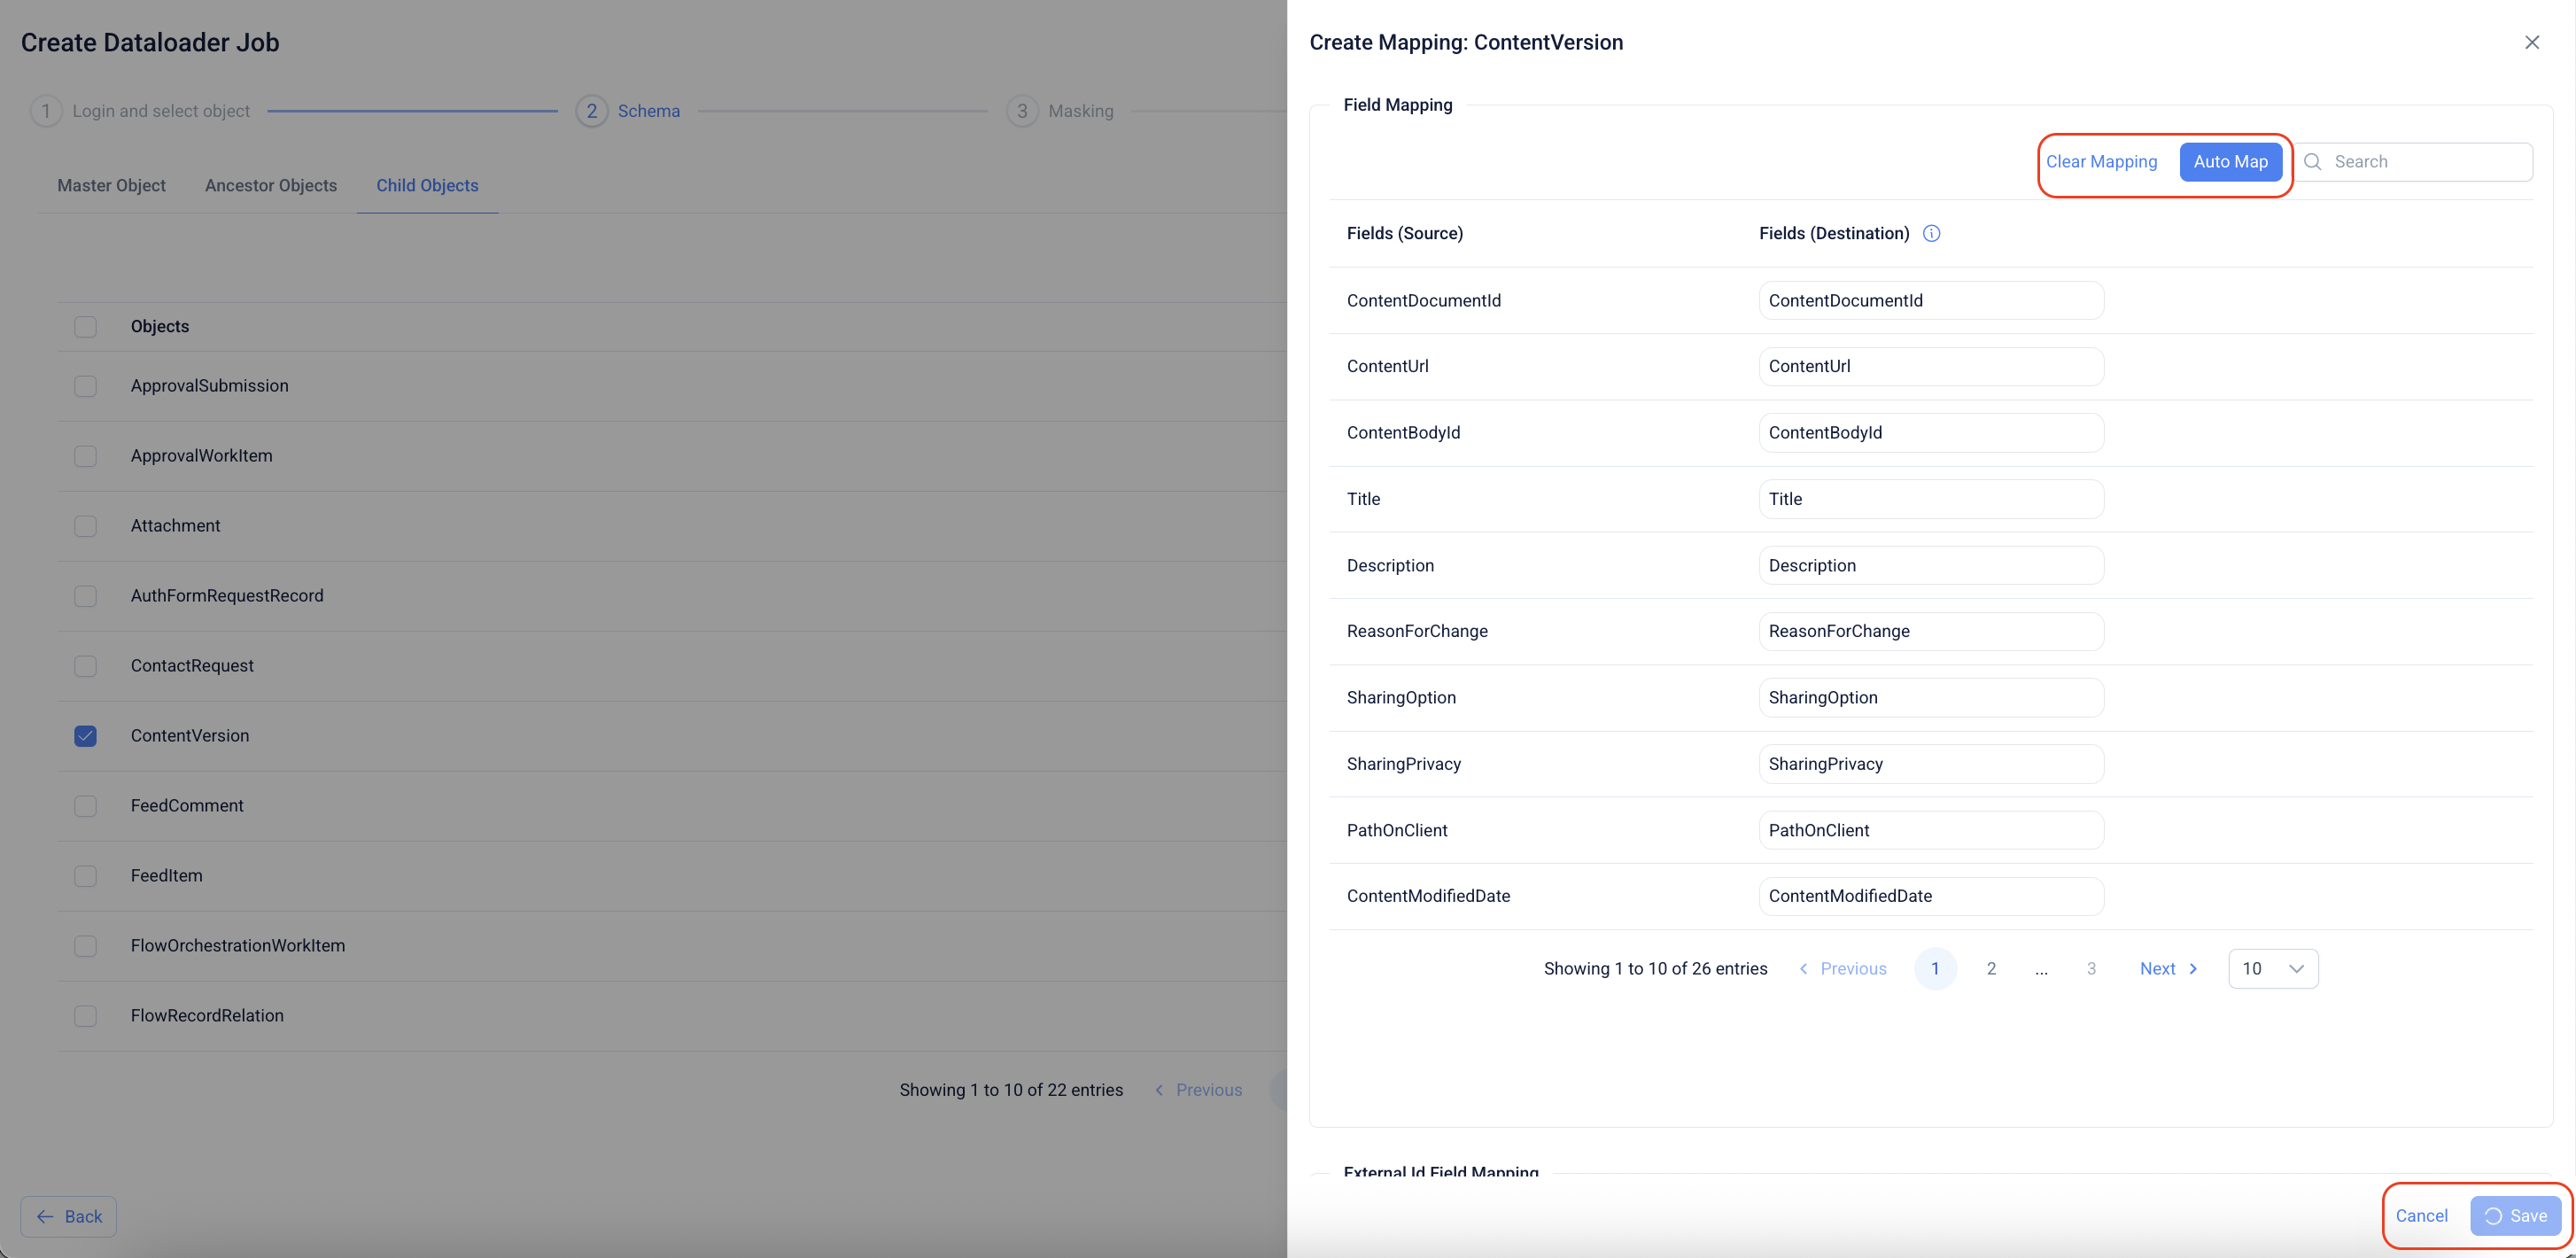 Create Dataloader Job
1 Login and select object 2 Schema 3 Masking
Master Object Ancestor Objects Child Objects
Objects
ApprovalSubmission
ApprovalWorkItem
Attachment
AuthFormRequestRecord
ContactRequest
ContentVersion
FeedComment
FeedItem
FlowOrchestrationWorkItem
FlowRecordRelation
Showing 1 to 10 of 22 entries Previous
Back
Create Mapping: ContentVersion
Field Mapping
Clear Mapping Auto Map Search
Fields (Source) Fields (Destination)
ContentDocumentId ContentDocumentId
ContentUrl ContentUrl
ContentBodyId ContentBodyId
Title Title
Description Description
ReasonForChange ReasonForChange
SharingOption SharingOption
SharingPrivacy SharingPrivacy
PathOnClient PathOnClient
ContentModifiedDate ContentModifiedDate
Showing 1 to 10 of 26 entries Previous 1 2 ... 3 Next 10
External Id Field Mapping
Cancel Save